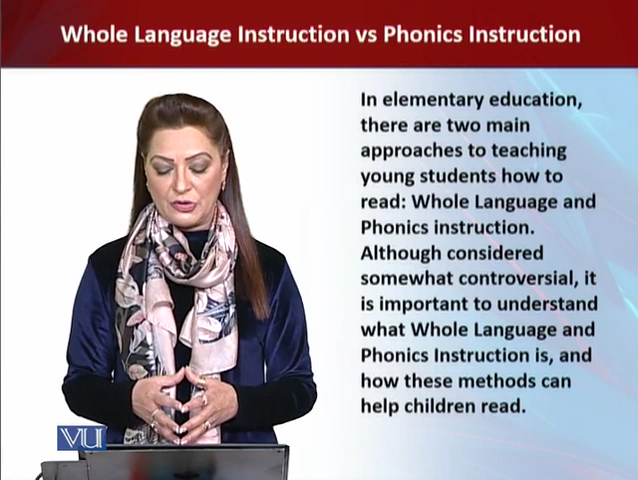 Whole Language Instruction vs Phonics Instruction
In elementary education,
there are two main
approaches to teaching
young students how to
read: Whole Language and
Phonics instruction.
Although considered
somewhat controversial, it
is important to understand
what Whole Language and
Phonics Instruction is, and
how these methods can
help children read.
VU